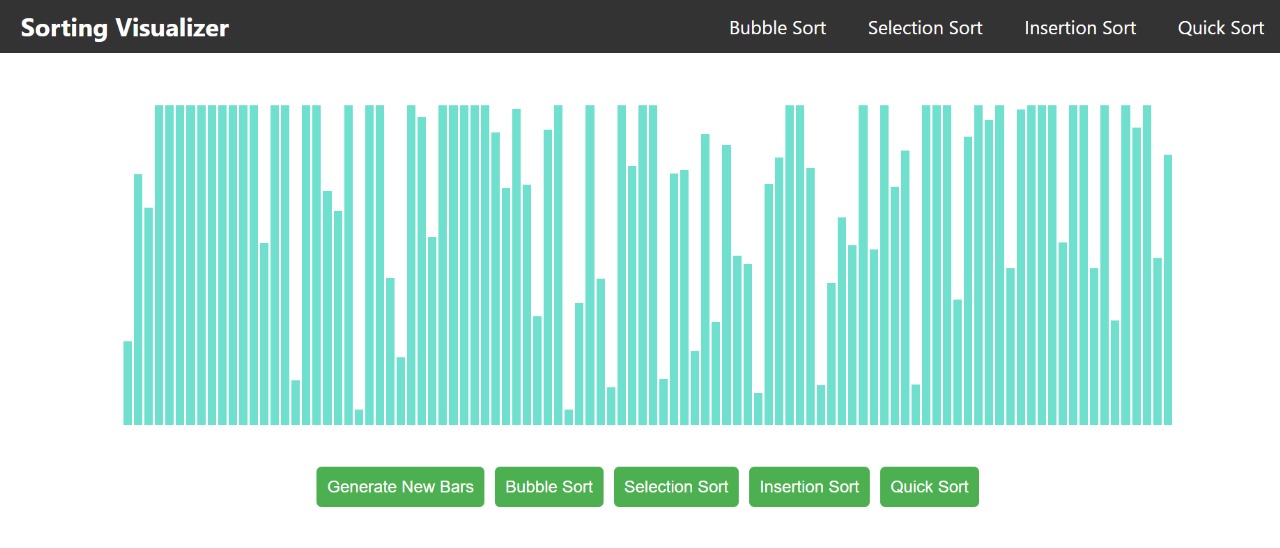 Sorting Visualizer
Bubble Sort Selection Sort Insertion Sort Quick Sort
Generate New Bars Bubble Sort Selection Sort Insertion Sort Quick Sort